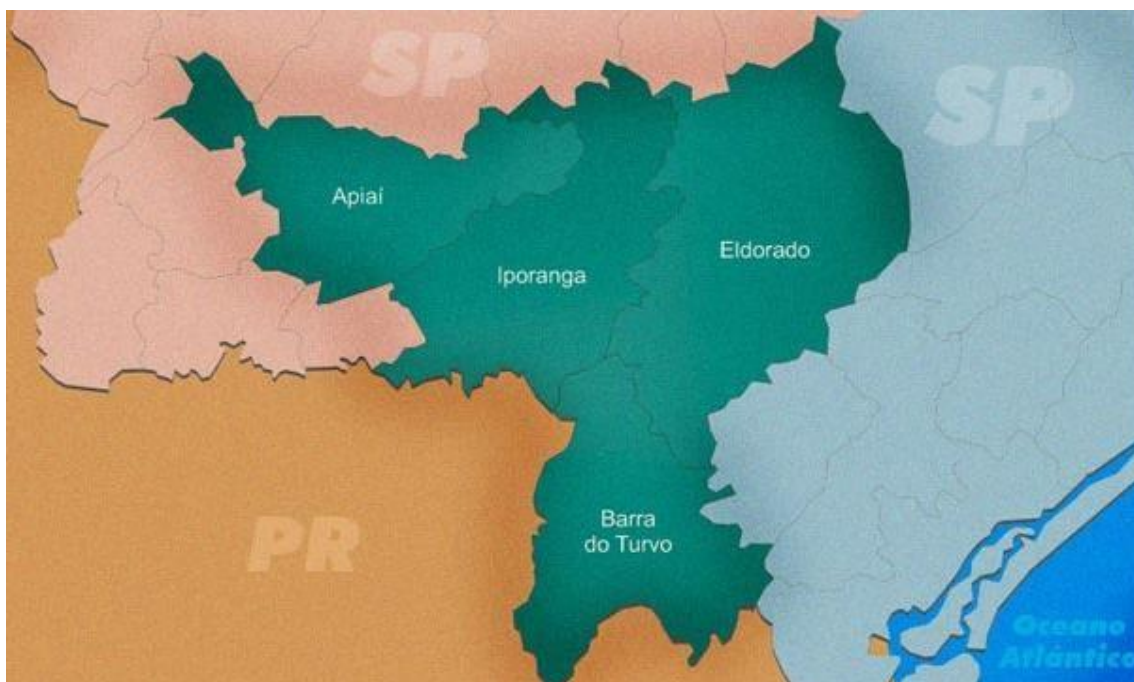 SP
SP
Apiaí
Eldorado
Iporanga
Barra
do Turvo
PR
Oceano
Atlântico